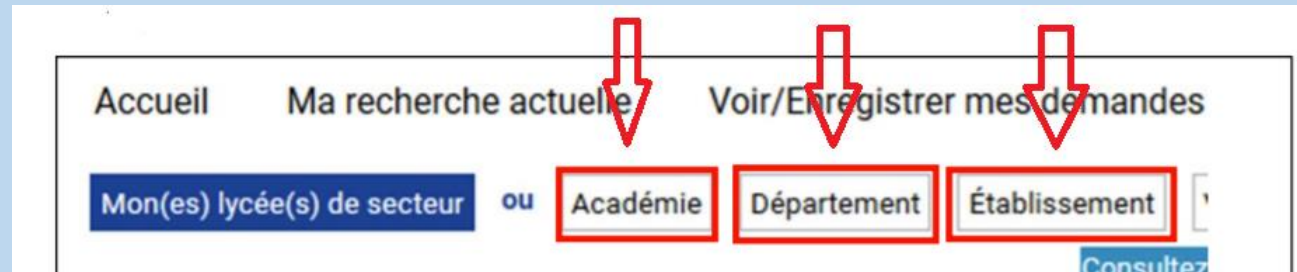 Accueil Ma recherche actuelle Voir/Enregistrer mes demandes
Mon(es) lycée(s) de secteur ou Académie Département Établissement
Consultez